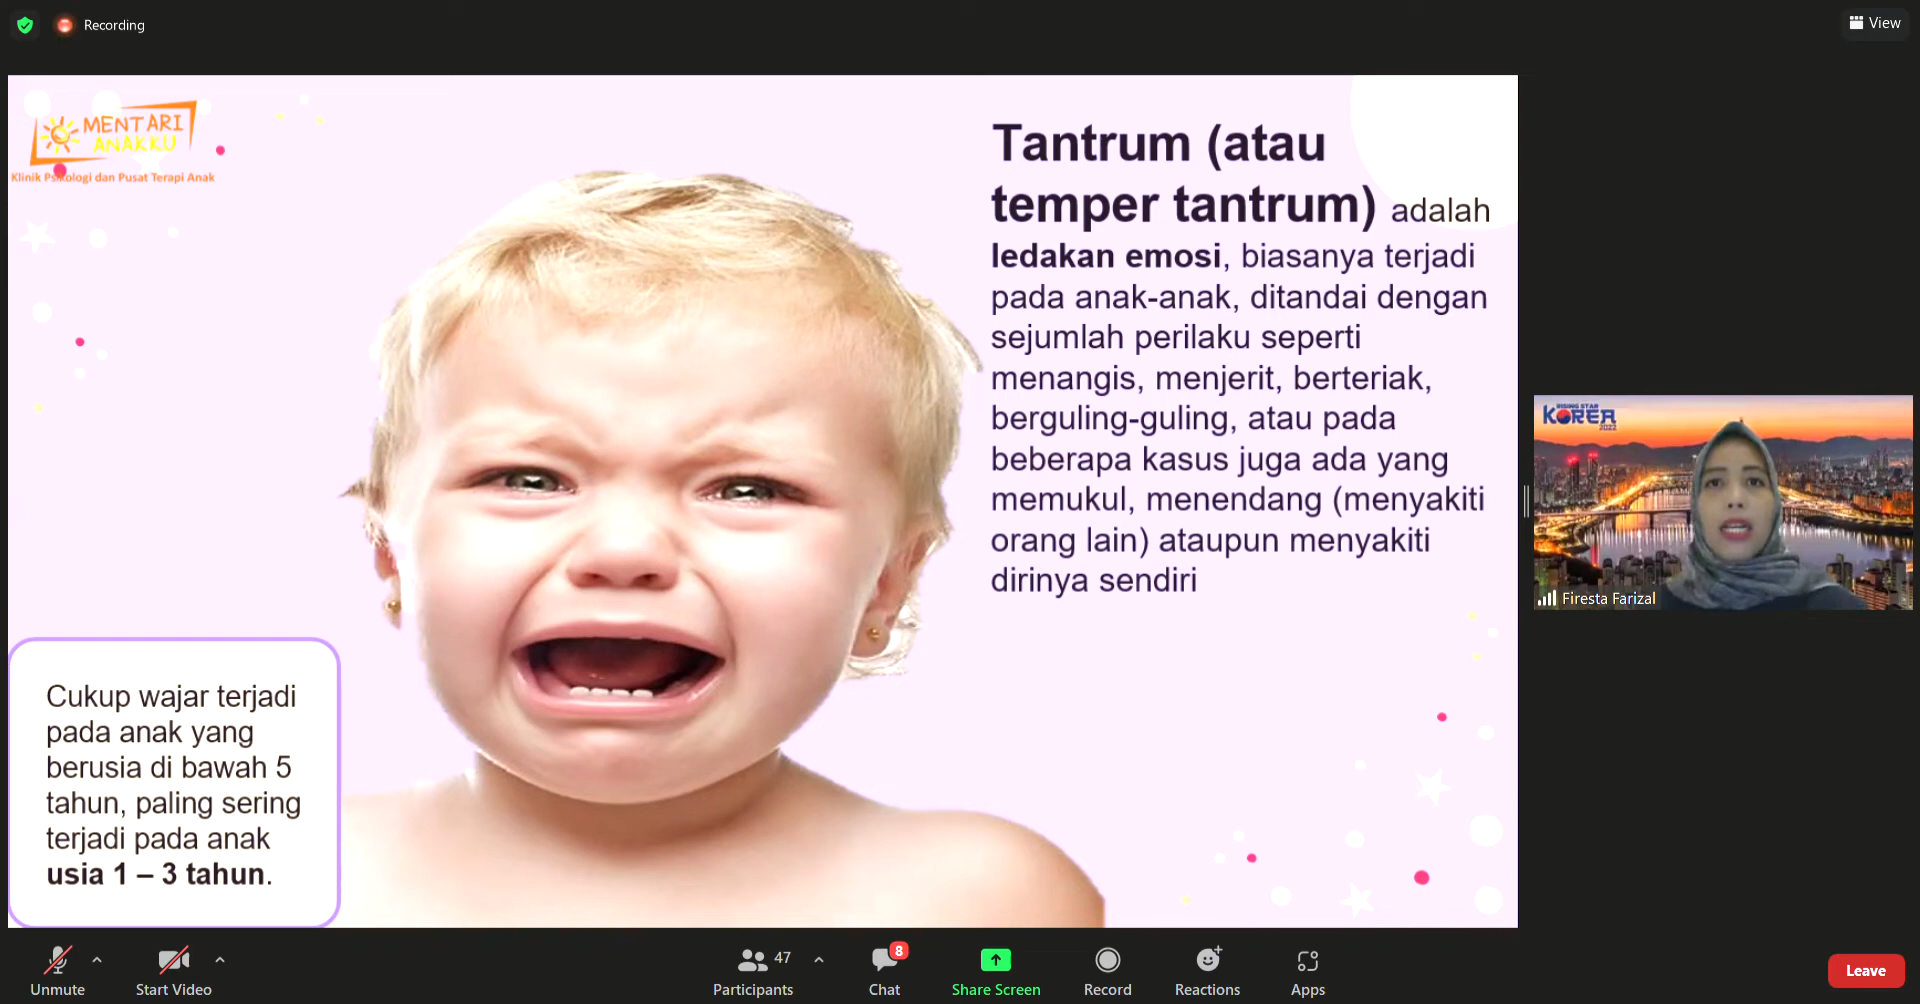 Recording
View
MENTARI
ANAKKU
Klinik Psikologi dan Pusat Terapi Anak
Tantrum (atau
temper tantrum) adalah
ledakan emosi, biasanya terjadi
pada anak-anak, ditandai dengan
sejumlah perilaku seperti
menangis, menjerit, berteriak,
berguling-guling, atau pada
beberapa kasus juga ada yang
memukul, menendang (menyakiti
orang lain) ataupun menyakiti
dirinya sendiri
Cukup wajar terjadi
pada anak yang
berusia di bawah 5
tahun, paling sering
terjadi pada anak
usia 1 – 3 tahun.
RISING STAR
KOREA
2022
Firesta Farizal
Unmute
Start Video
47
Participants
8
Chat
Share Screen
Record
Reactions
Apps
Leave